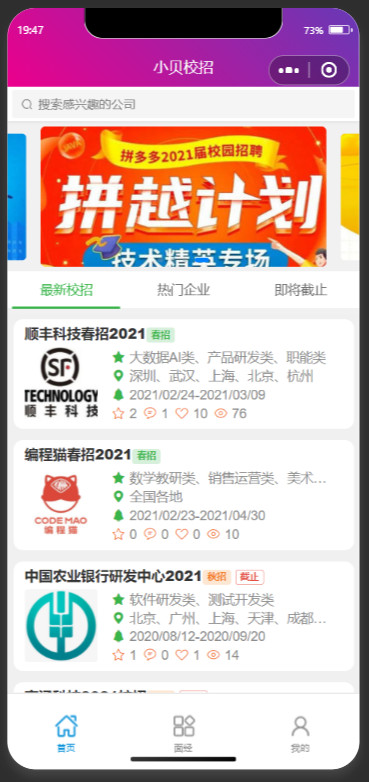 19:47
73%
小贝校招
搜索感兴趣的公司
拼多多2021届校园招聘
拼越计划
技术精英专场
最新校招 热门企业 即将截止
顺丰科技春招2021 春招
SF
TECHNOLOGY
顺丰科技
大数据AI类、产品研发类、职能类
深圳、武汉、上海、北京、杭州
2021/02/24-2021/03/09
2 1 10 76
编程猫春招2021 春招
CODEMAO
编程猫
数学教研类、销售运营类、美术...
全国各地
2021/02/23-2021/04/30
0 0 0 10
中国农业银行研发中心2021 秋招 截止
软件研发类、测试开发类
北京、广州、上海、天津、成都...
2020/08/12-2020/09/20
1 0 1 14
首页 面经 我的